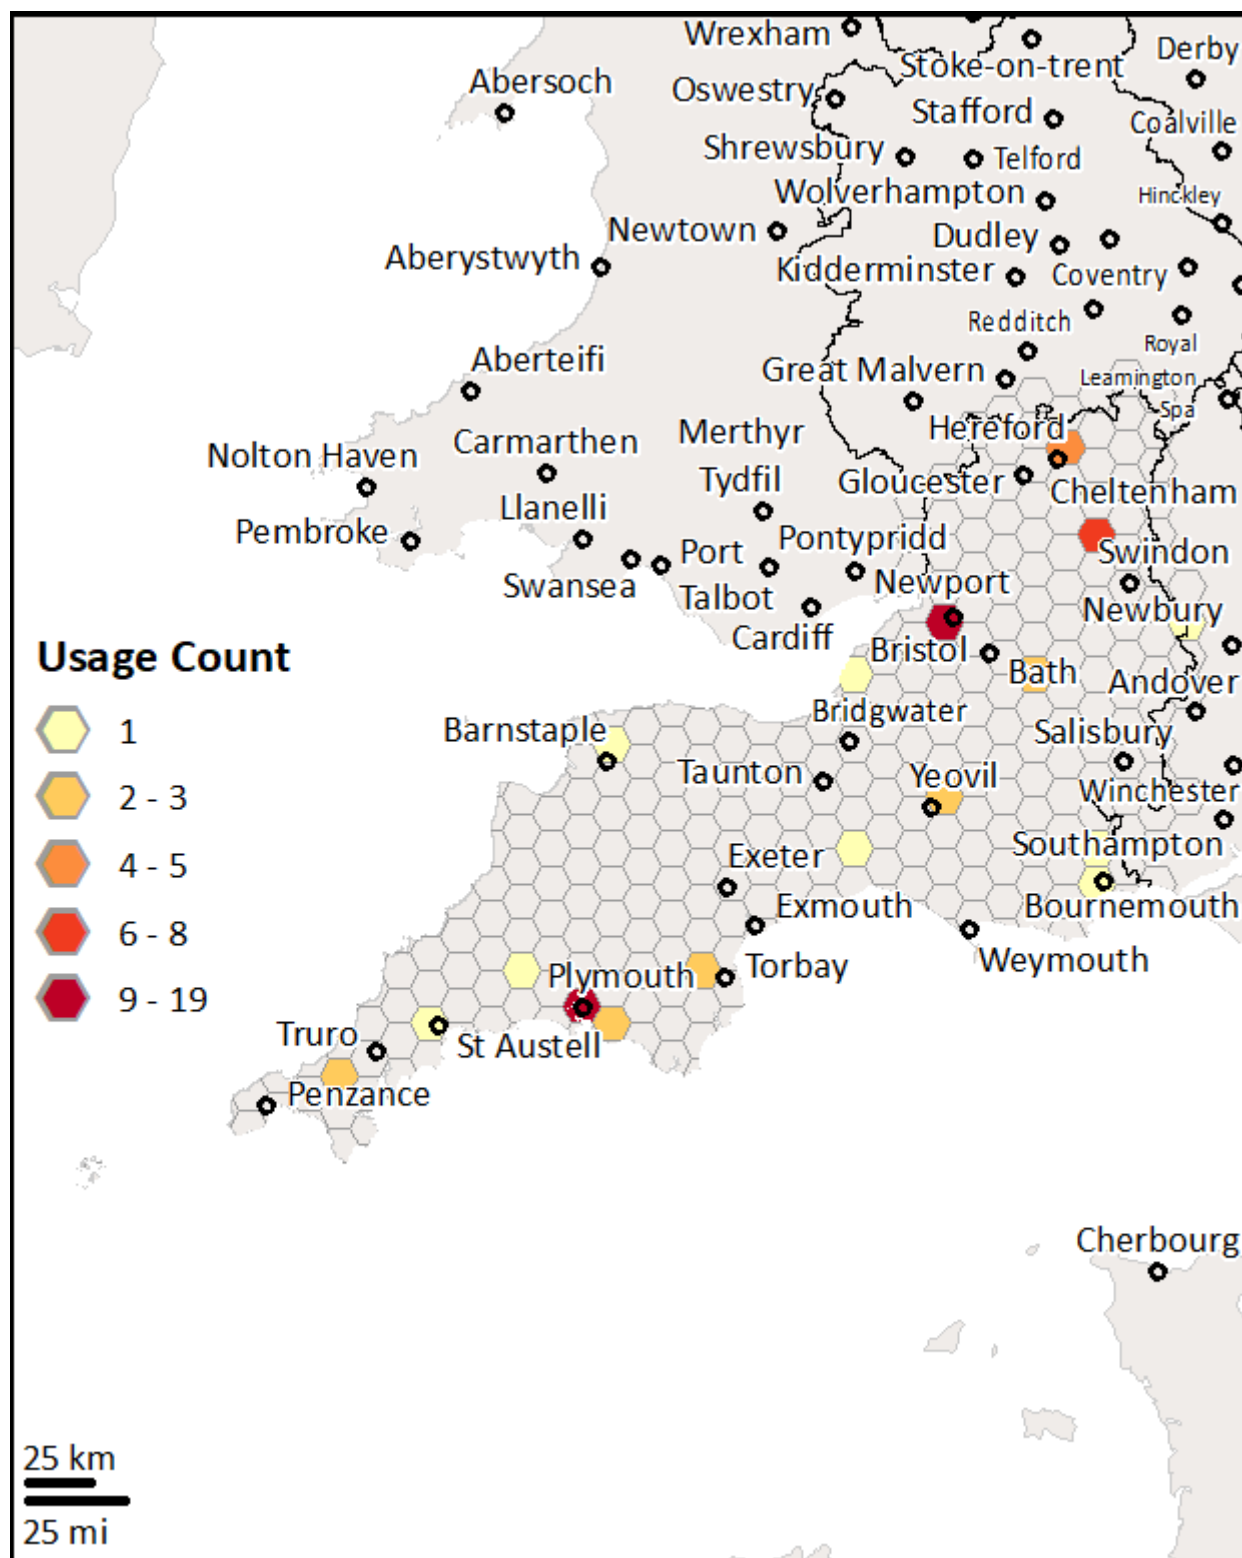 Wrexham
Derby
Stoke-on-trent
Abersoch
Oswestry
Stafford
Coalville
Shrewsbury
Telford
Wolverhampton
Hinckley
Newtown
Dudley
Aberystwyth
Kidderminster
Coventry
Redditch
Royal
Leamington
Spa
Aberteifi
Great Malvern
Hereford
Merthyr
Tydfil
Carmarthen
Nolton Haven
Gloucester
Cheltenham
Llanelli
Pembroke
Pontypridd
Port
Talbot
Swindon
Swansea
Newport
Newbury
Cardiff
Bristol
Bath
Andover
Usage Count
1
2 - 3
4 - 5
6 - 8
9 - 19
Bridgwater
Barnstaple
Salisbury
Taunton
Yeovil
Winchester
Southampton
Exeter
Exmouth
Bournemouth
Weymouth
Plymouth
Torbay
Truro
St Austell
Penzance
Cherbourg
25 km
25 mi